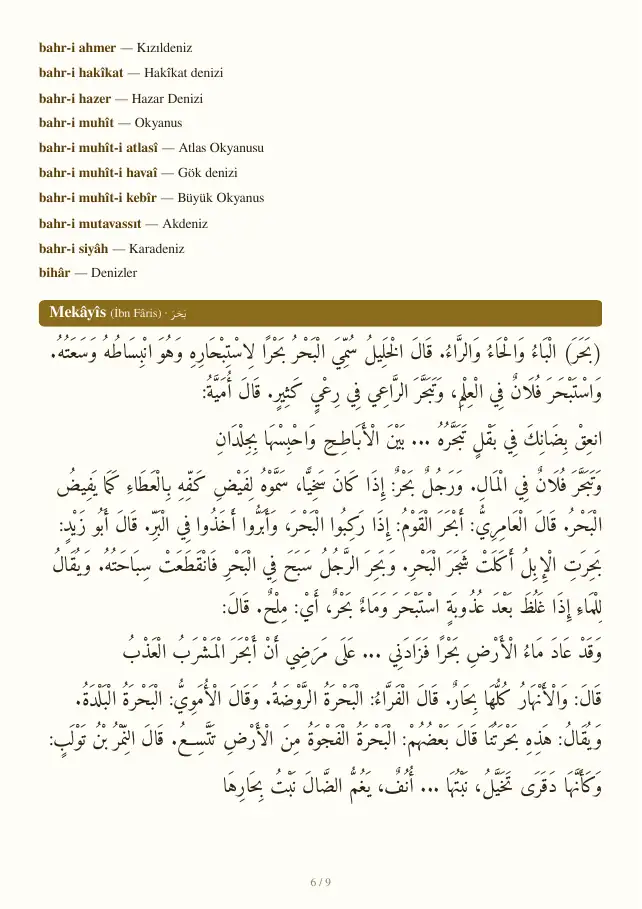 bahr-i ahmer — Kızıldeniz
bahr-i hakîkat — Hakîkat denizi
bahr-i hazer — Hazar Denizi
bahr-i muhît — Okyanus
bahr-i muhît-i atlasî — Atlas Okyanusu
bahr-i muhît-i havaî — Gök denizi
bahr-i muhît-i kebîr — Büyük Okyanus
bahr-i mutavassıt — Akdeniz
bahr-i siyâh — Karadeniz
bihâr — Denizler
Mekâyîs (İbn Fâris) · بَحَرَ
(بَحَرَ) الْبَاءُ وَالْحَاءُ وَالرَّاءُ. قَالَ الْخَلِيلُ سُمِّيَ الْبَحْرُ بَحْرًا لِاسْتِبْحَارِهِ وَهُوَ انْبِسَاطُهُ وَسَعَتُهُ.
وَاسْتَبْحَرَ فُلَانٌ فِي الْعِلْمِ، وَتَبَحَّرَ الرَّاعِي فِي رِعْيٍ كَثِيرٍ. قَالَ أُمَيَّةُ:
انعِقْ بِضَانِكَ فِي بَقْلٍ تَبَحَّرُهُ ... بَيْنَ الْأَبَاطِحِ وَاحْبِسْهَا بِجِلْدَانِ
وَتَبَحَّرَ فُلَانٌ فِي الْمَالِ. وَرَجُلٌ بَحْرٌ: إِذَا كَانَ سَخِيًّا، سَمَّوْهُ لِفَيْضِ كَفِّهِ بِالْعَطَاءِ كَمَا يَفِيضُ
الْبَحْرُ. قَالَ الْعَامِرِيُّ: أَبْحَرَ الْقَوْمُ: إِذَا رَكِبُوا الْبَحْرَ، وَأَبَرُّوا أَخَذُوا فِي الْبَرِّ. قَالَ أَبُو زَيْدٍ:
بَحِرَتِ الْإِبِلُ أَكَلَتْ شَجَرَ الْبَحْرِ. وَبَحِرَ الرَّجُلُ سَبَحَ فِي الْبَحْرِ فَانْقَطَعَتْ سِبَاحَتُهُ. وَيُقَالُ
لِلْمَاءِ إِذَا غَلُظَ بَعْدَ عُذُوبَةٍ اسْتَبْحَرَ وَمَاءٌ بَحْرٌ، أَيْ: مِلْحٌ. قَالَ:
وَقَدْ عَادَ مَاءُ الْأَرْضِ بَحْرًا فَزَادَنِي ... عَلَى مَرَضِي أَنْ أَبْحَرَ الْمَشْرَبُ الْعَذْبُ
قَالَ: وَالْأَنْهَارُ كُلُّهَا بِحَارٌ. قَالَ الْفَرَّاءُ: الْبَحْرَةُ الرَّوْضَةُ. وَقَالَ الْأُمَوِيُّ: الْبَحْرَةُ الْبَلْدَةُ.
وَيُقَالُ: هَذِهِ بَحْرَتُنَا قَالَ بَعْضُهُمْ: الْبَحْرَةُ الْفَجْوَةُ مِنَ الْأَرْضِ تَتَّسِعُ. قَالَ النَّمِرُ بْنُ تَوْلَبٍ:
وَكَأَنَّهَا دَقَرَى تَخَيَّلُ، نَبْتُهَا ... أُنُفٌ، يَغُمُّ الضَّالَ نَبْتُ بِحَارِهَا
6 / 9